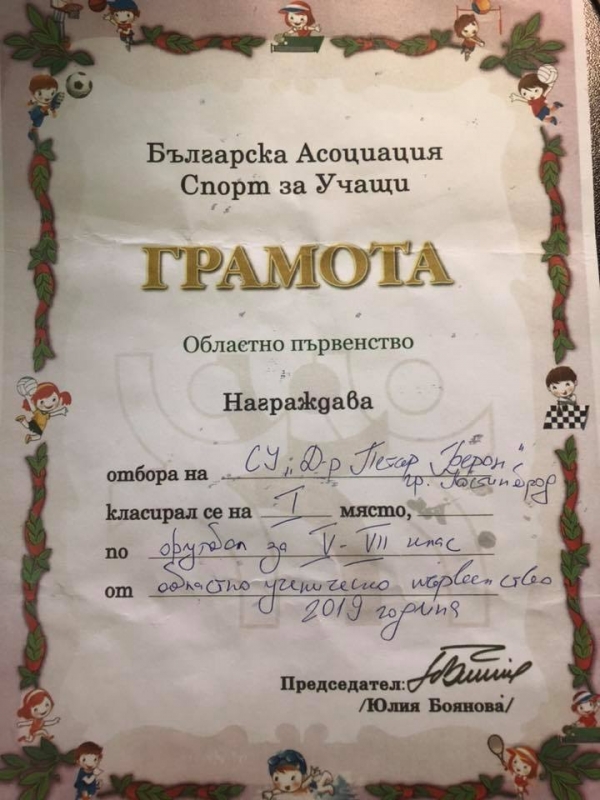 Българска Асоциация
Спорт за Учащи
ГРАМОТА
Областно първенство
Награждава
отбора на СУ „Д-р Петър Берон"
гр. Костинброд
класирал се на I място,
по футбол за V-VII клас
от областно ученическо първенство
2019 година
Председател:
/Юлия Боянова/